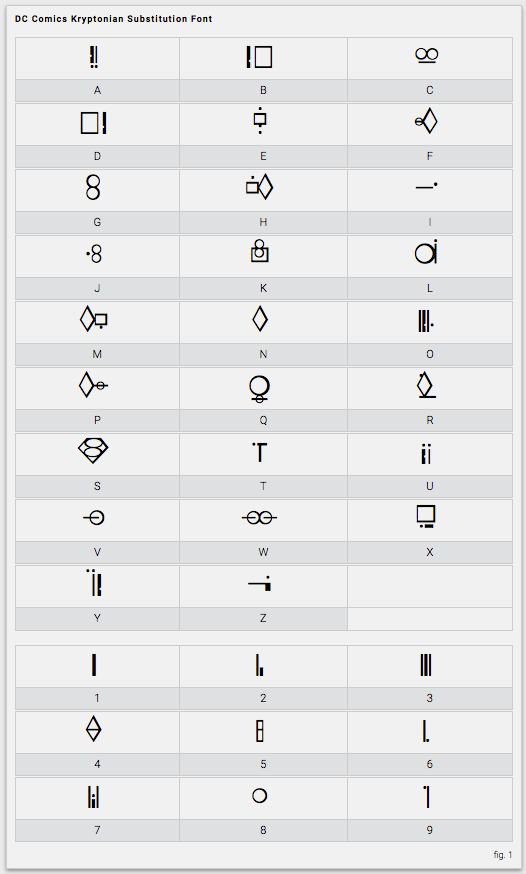 DC Comics Kryptonian Substitution Font
A B C
D E F
G H I
J K L
M N O
P Q R
S T U
V W X
Y Z
1 2 3
4 5 6
7 8 9
fig. 1